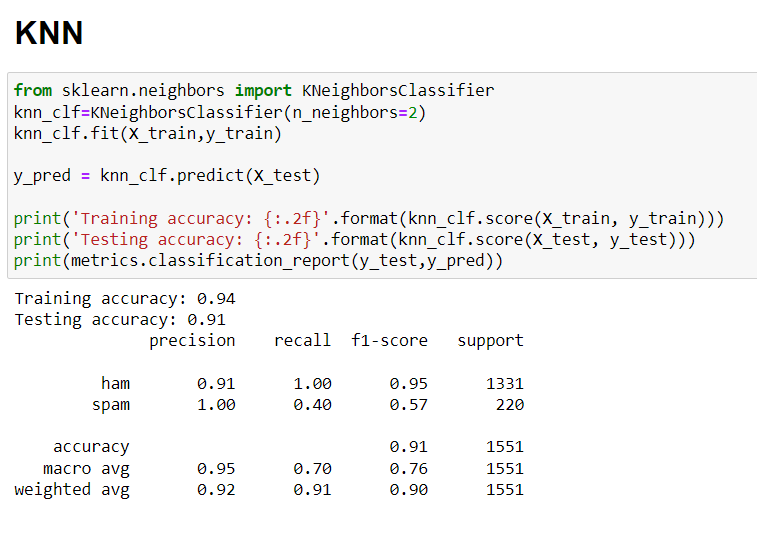 KNN
from sklearn.neighbors import KNeighborsClassifier
knn_clf=KNeighborsClassifier(n_neighbors=2)
knn_clf.fit(X_train,y_train)
y_pred = knn_clf.predict(X_test)
print('Training accuracy: {:.2f}'.format(knn_clf.score(X_train, y_train)))
print('Testing accuracy: {:.2f}'.format(knn_clf.score(X_test, y_test)))
print(metrics.classification_report(y_test,y_pred))
Training accuracy: 0.94
Testing accuracy: 0.91
precision recall f1-score support
ham 0.91 1.00 0.95 1331
spam 1.00 0.40 0.57 220
accuracy 0.91 1551
macro avg 0.95 0.70 0.76 1551
weighted avg 0.92 0.91 0.90 1551